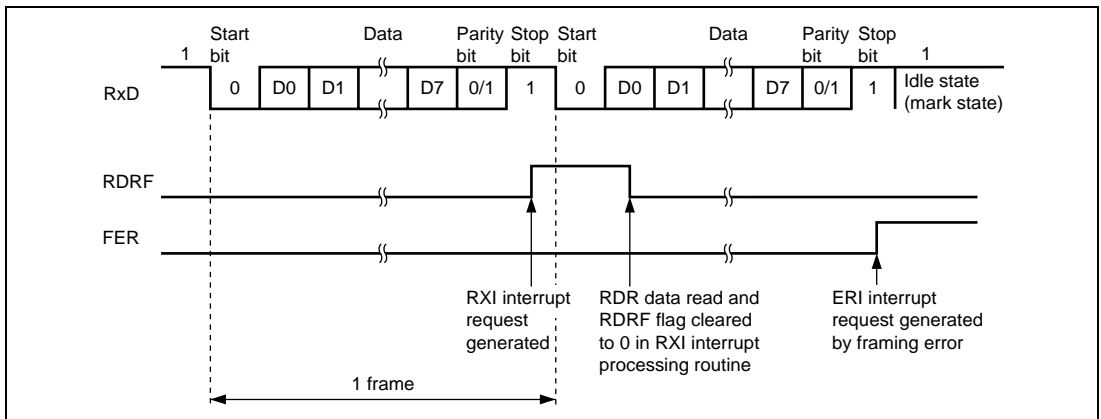 Start bit Data Parity bit Stop bit Start bit Data Parity bit Stop bit
1 1
RxD 0 D0 D1 D7 0/1 1 0 D0 D1 D7 0/1 1 Idle state (mark state)
RDRF
FER
RXI interrupt
request
generated
RDR data read and
RDRF flag cleared
to 0 in RXI interrupt
processing routine
ERI interrupt
request generated
by framing error
1 frame